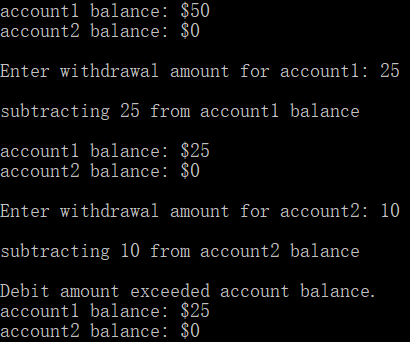 account1 balance: $50
account2 balance: $0
Enter withdrawal amount for account1: 25
subtracting 25 from account1 balance
account1 balance: $25
account2 balance: $0
Enter withdrawal amount for account2: 10
subtracting 10 from account2 balance
Debit amount exceeded account balance.
account1 balance: $25
account2 balance: $0